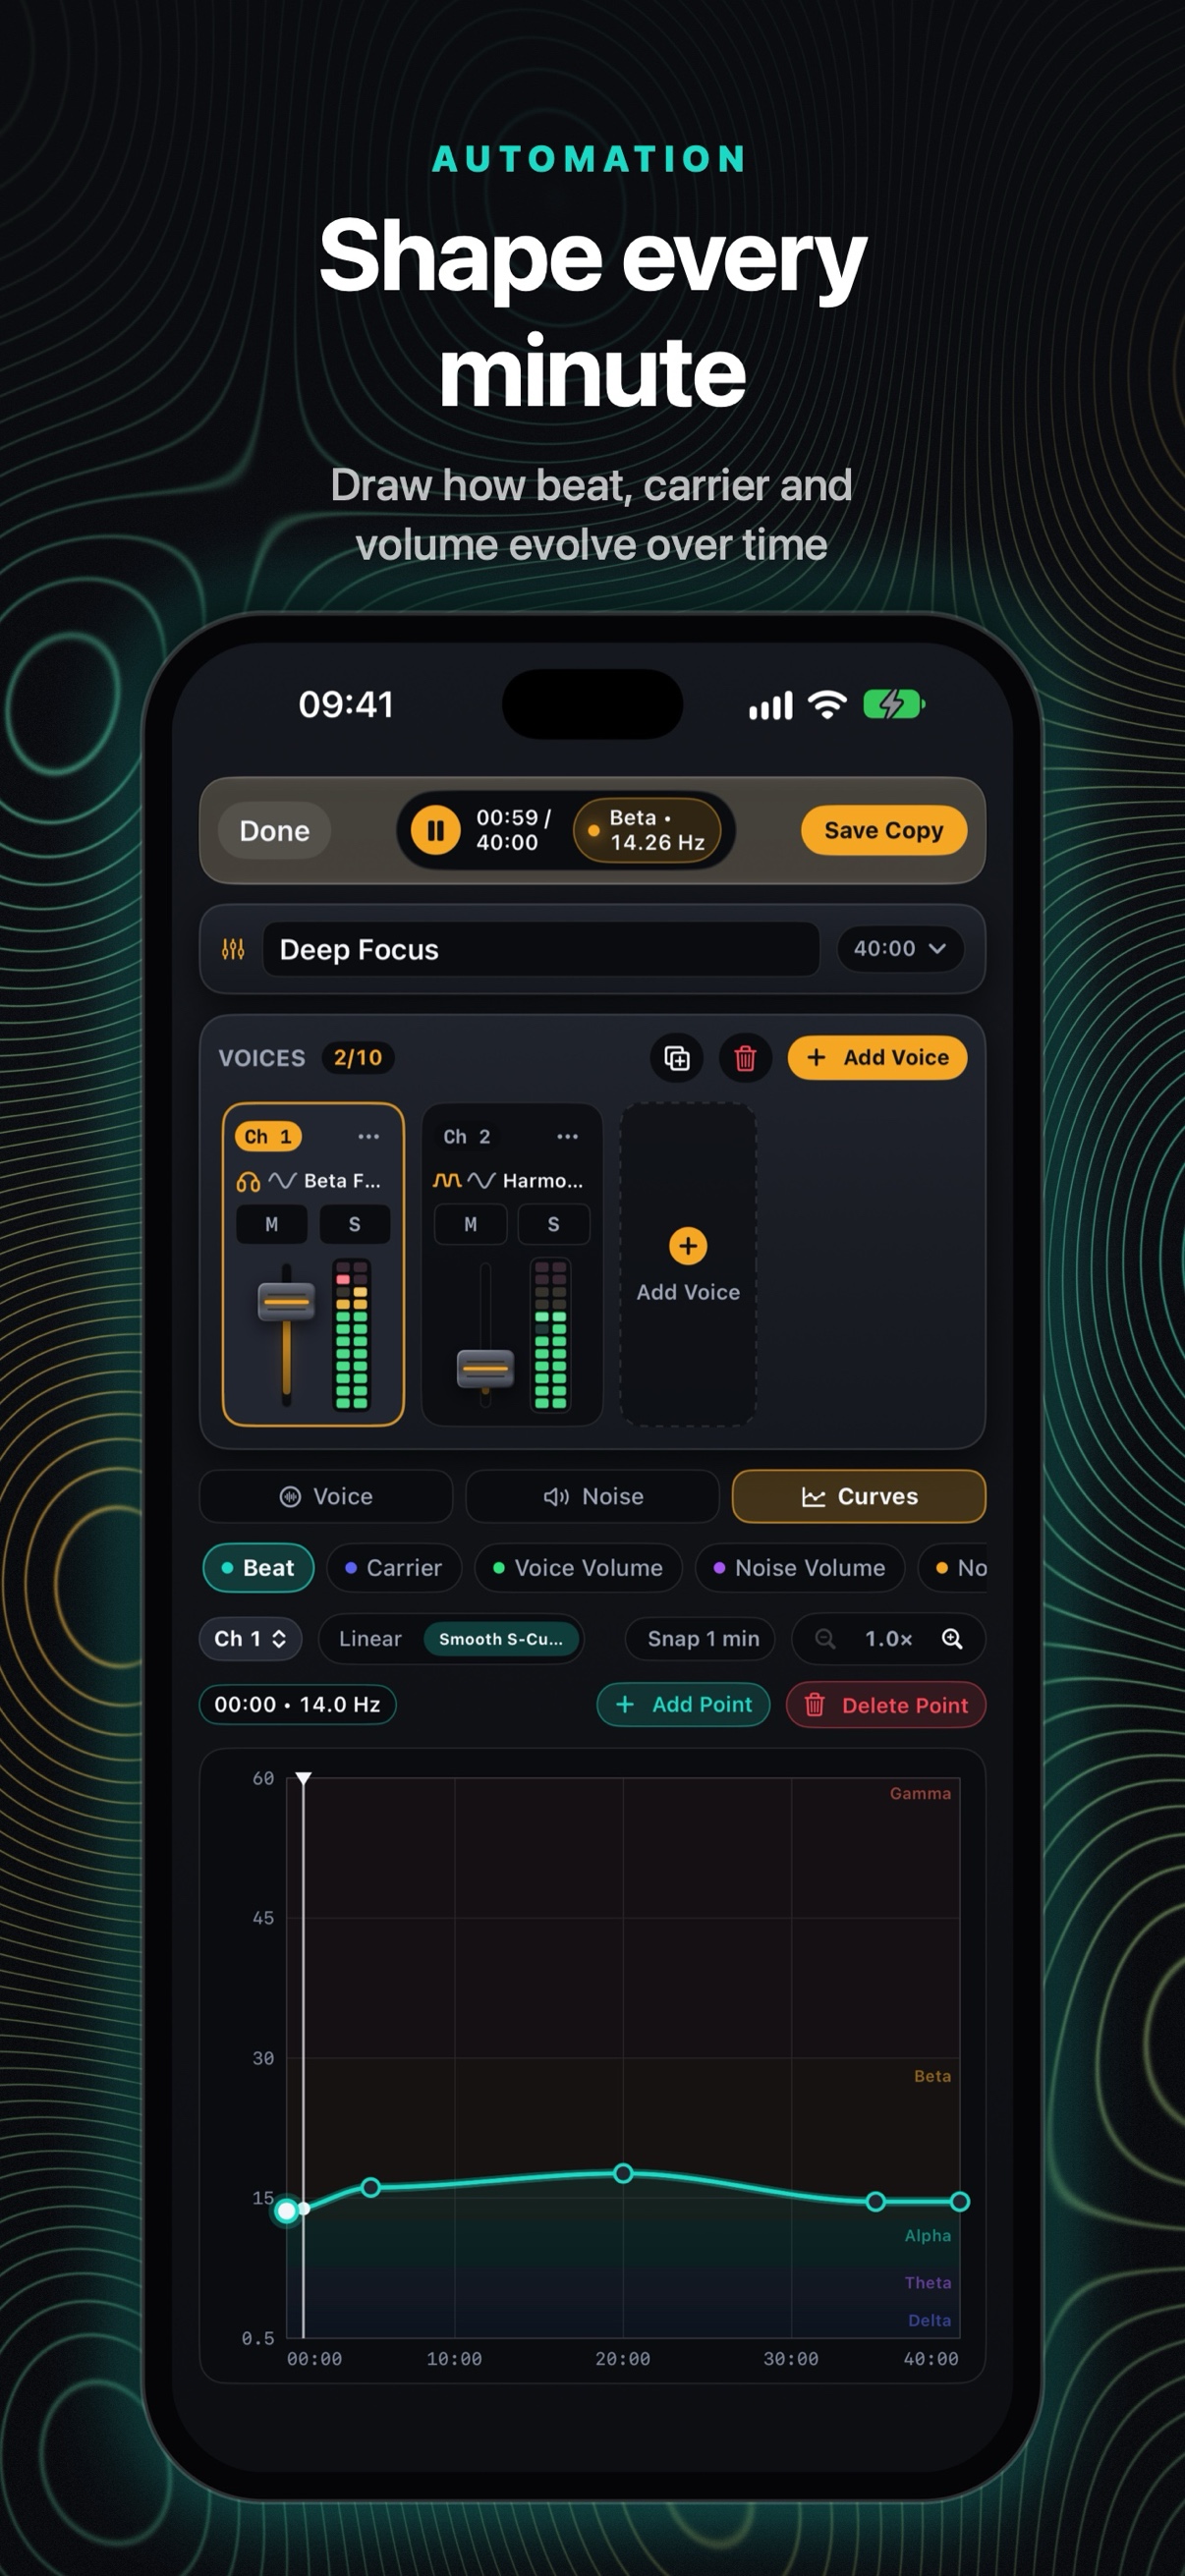 AUTOMATION
Shape every
minute
Draw how beat, carrier and
volume evolve over time
09:41
Done
00:59 /
40:00
Beta •
14.26 Hz
Save Copy
Deep Focus
40:00
VOICES 2/10
+ Add Voice
Ch 1 ...
Ch 2 ...
Beta F...
Harmo...
M S
M S
Add Voice
Voice
Noise
Curves
Beat
Carrier
Voice Volume
Noise Volume
No
Ch 1
Linear
Smooth S-Cu...
Snap 1 min
1.0×
00:00 • 14.0 Hz
+ Add Point
Delete Point
60
Gamma
45
30
Beta
15
Alpha
Theta
Delta
0.5
00:00 10:00 20:00 30:00 40:00